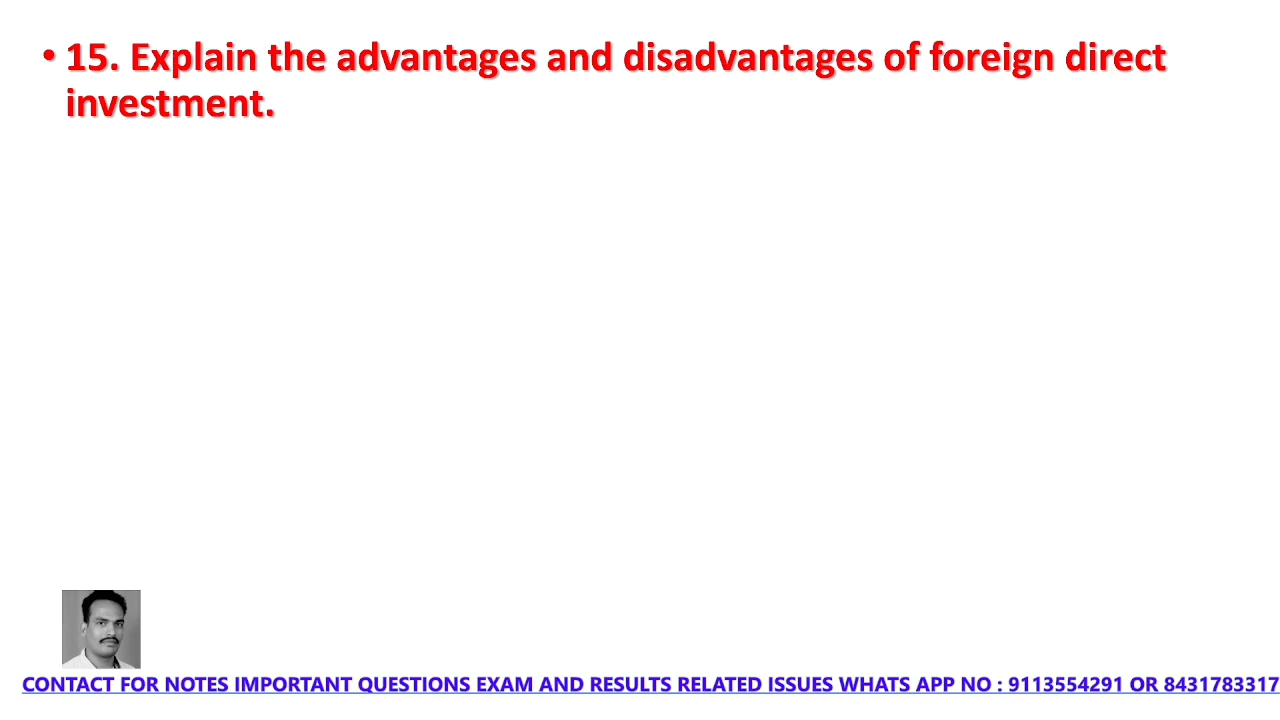 • 15. Explain the advantages and disadvantages of foreign direct
investment.
CONTACT FOR NOTES IMPORTANT QUESTIONS EXAM AND RESULTS RELATED ISSUES WHATS APP NO : 9113554291 OR 8431783317